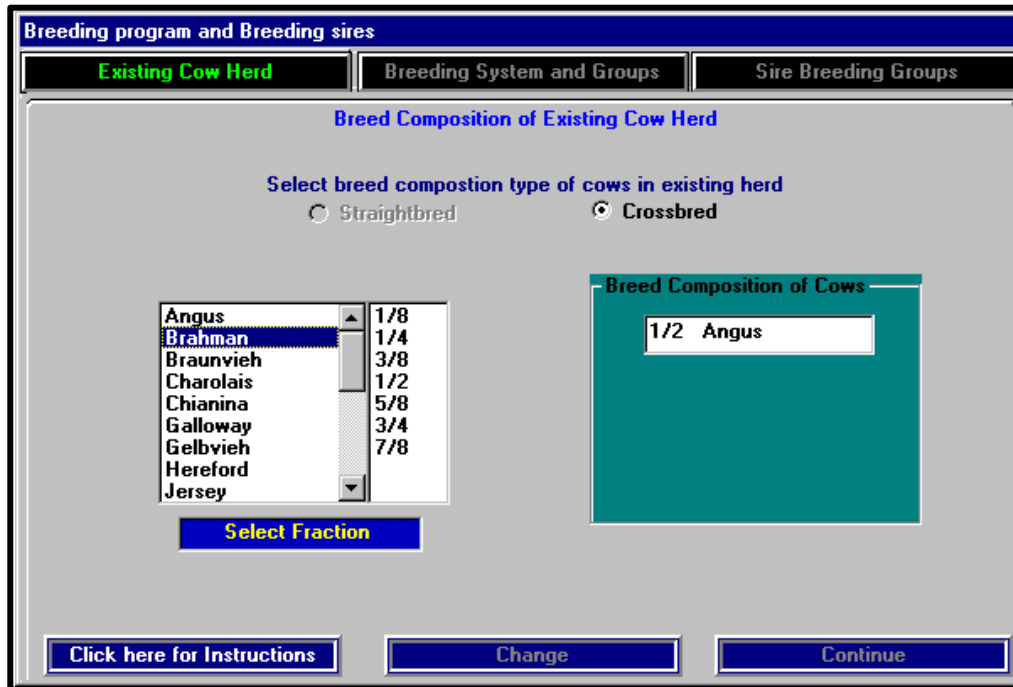 Breeding program and Breeding sires
Existing Cow Herd
Breeding System and Groups
Sire Breeding Groups
Breed Composition of Existing Cow Herd
Select breed compostion type of cows in existing herd
Straightbred
Crossbred
Angus
Brahman
Braunvieh
Charolais
Chianina
Galloway
Gelbvieh
Hereford
Jersey
1/8
1/4
3/8
1/2
5/8
3/4
7/8
Select Fraction
Breed Composition of Cows
1/2 Angus
Click here for Instructions
Change
Continue